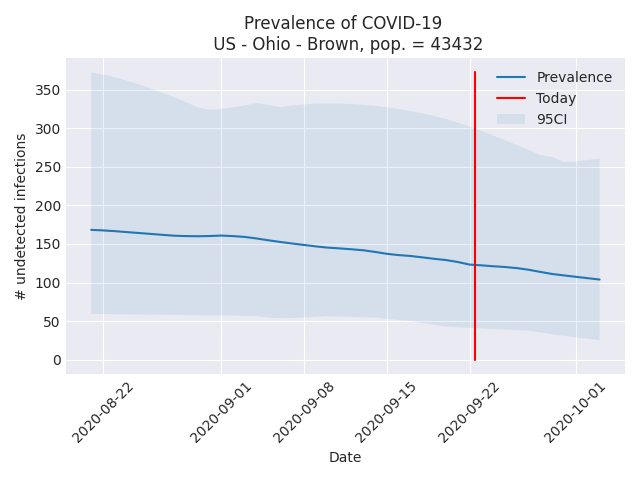 Prevalence of COVID-19
US - Ohio - Brown, pop. = 43432
Prevalence
Today
95CI
# undetected infections
350
300
250
200
150
100
50
0
2020-08-22
2020-09-01
2020-09-08
2020-09-15
2020-09-22
2020-10-01
Date